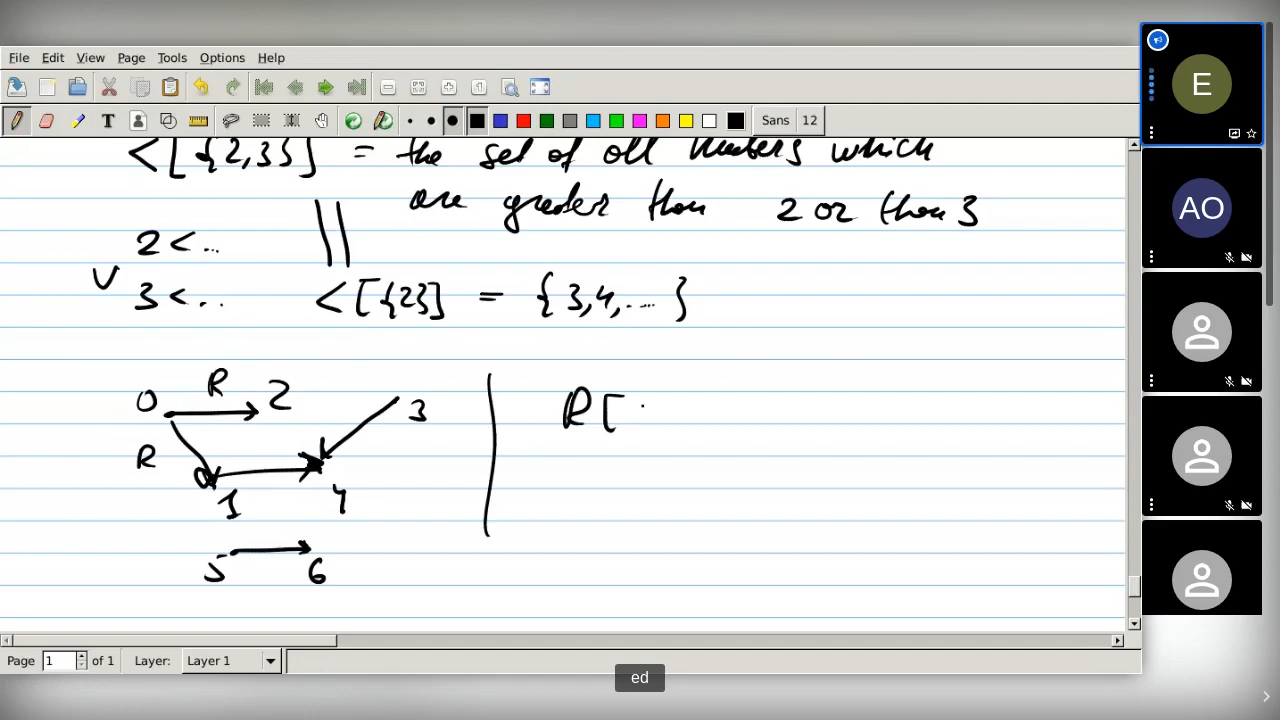 File Edit View Page Tools Options Help
Sans 12
< [ {2,3} ] = the set of all numbers which
are greater than 2 or than 3
2 < ...
V 3 < .. < [{2}] = {3,4,....}
0 R 2 3 R[
R
1 4
5 6
Page 1 of 1 Layer: Layer 1
ed
E
AO